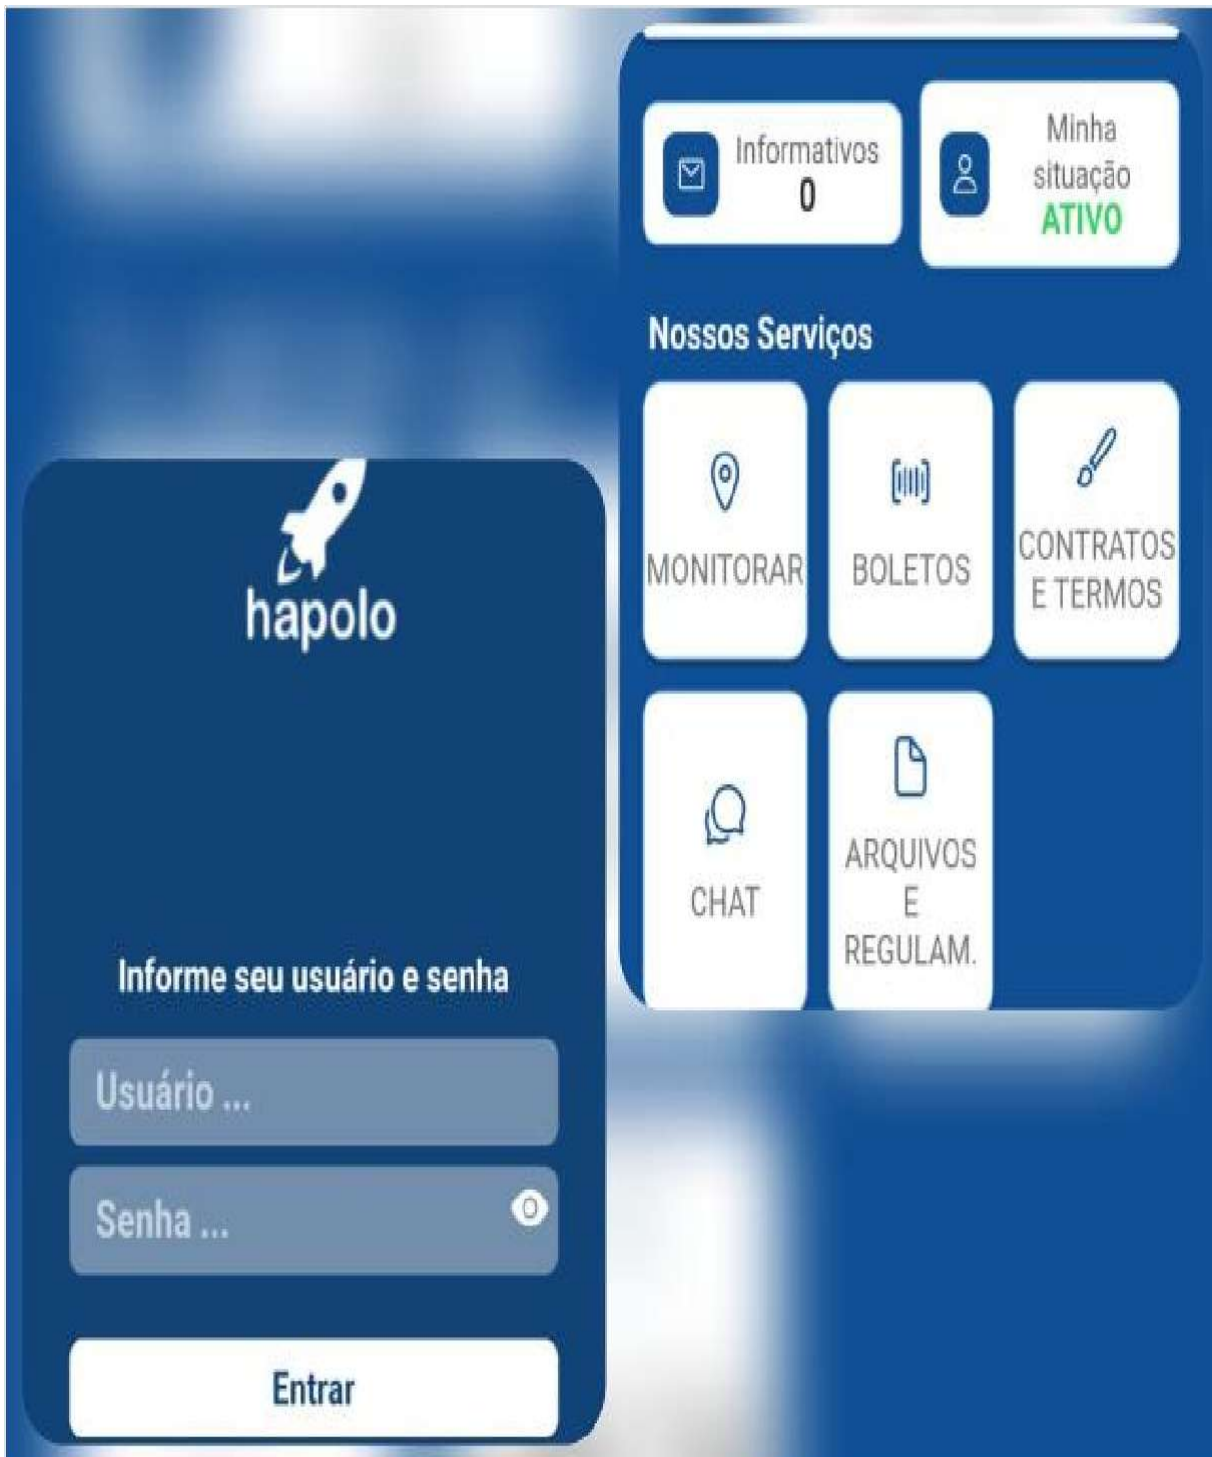 Informativos
0
Minha
situação
ATIVO
Nossos Serviços
MONITORAR
BOLETOS
CONTRATOS
E TERMOS
CHAT
ARQUIVOS
E
REGULAM.
hapolo
Informe seu usuário e senha
Usuário ...
Senha ...
Entrar